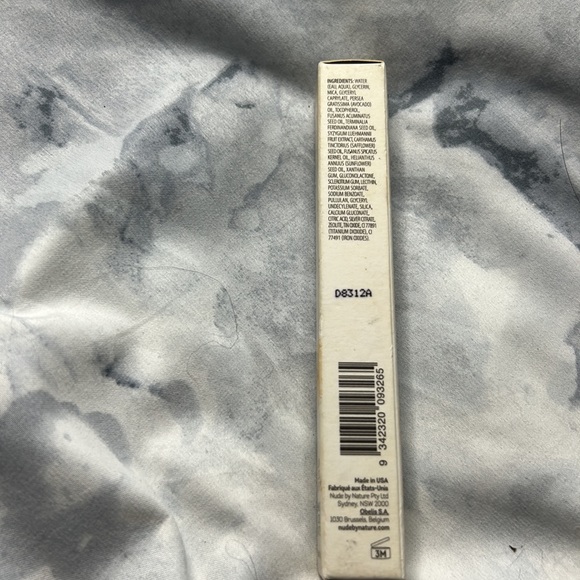 INGREDIENTS: WATER
(EAU, AQUA), GLYCERIN,
MICA, GLYCERYL
CAPRYLATE, PERSEA
GRATISSIMA (AVOCADO)
OIL, TOCOPHEROL,
FUSANUS ACUMINATUS
SEED OIL, TERMINALIA
FERDINANDIANA SEED OIL,
SYZYGIUM LUEHMANNII
FRUIT EXTRACT, CARTHAMUS
TINCTORIUS (SAFFLOWER)
SEED OIL, FUSANUS SPICATUS
KERNEL OIL, HELIANTHUS
ANNUUS (SUNFLOWER)
SEED OIL, XANTHAN
GUM, GLUCONOLACTONE,
SCLEROTIUM GUM, LECITHIN,
POTASSIUM SORBATE,
SODIUM BENZOATE,
PULLULAN, GLYCERYL
UNDECYLENATE, SILICA,
CALCIUM GLUCONATE,
CITRIC ACID, SILVER CITRATE,
ZEOLITE, TIN OXIDE, CI 77891
(TITANIUM DIOXIDE), CI
77491 (IRON OXIDES).
D8312A
9 342320 093265
Made in USA
Fabriqué aux États-Unis
Nude by Nature Pty Ltd
Sydney, NSW 2000
Obelis S.A.
1030 Brussels, Belgium
nudebynature.com
3M